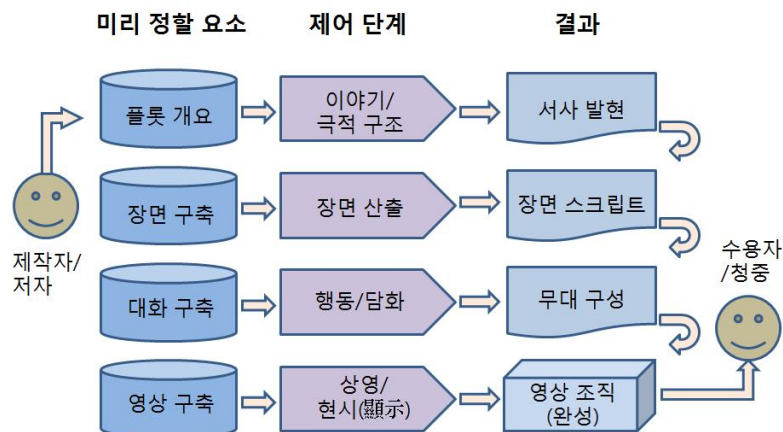 미리 정할 요소
제어 단계
결과
플롯 개요
이야기/
극적 구조
서사 발현
장면 구축
장면 산출
장면 스크립트
제작자/
저자
수용자
/청중
대화 구축
행동/담화
무대 구성
영상 구축
상영/
현시(顯示)
영상 조직
(완성)